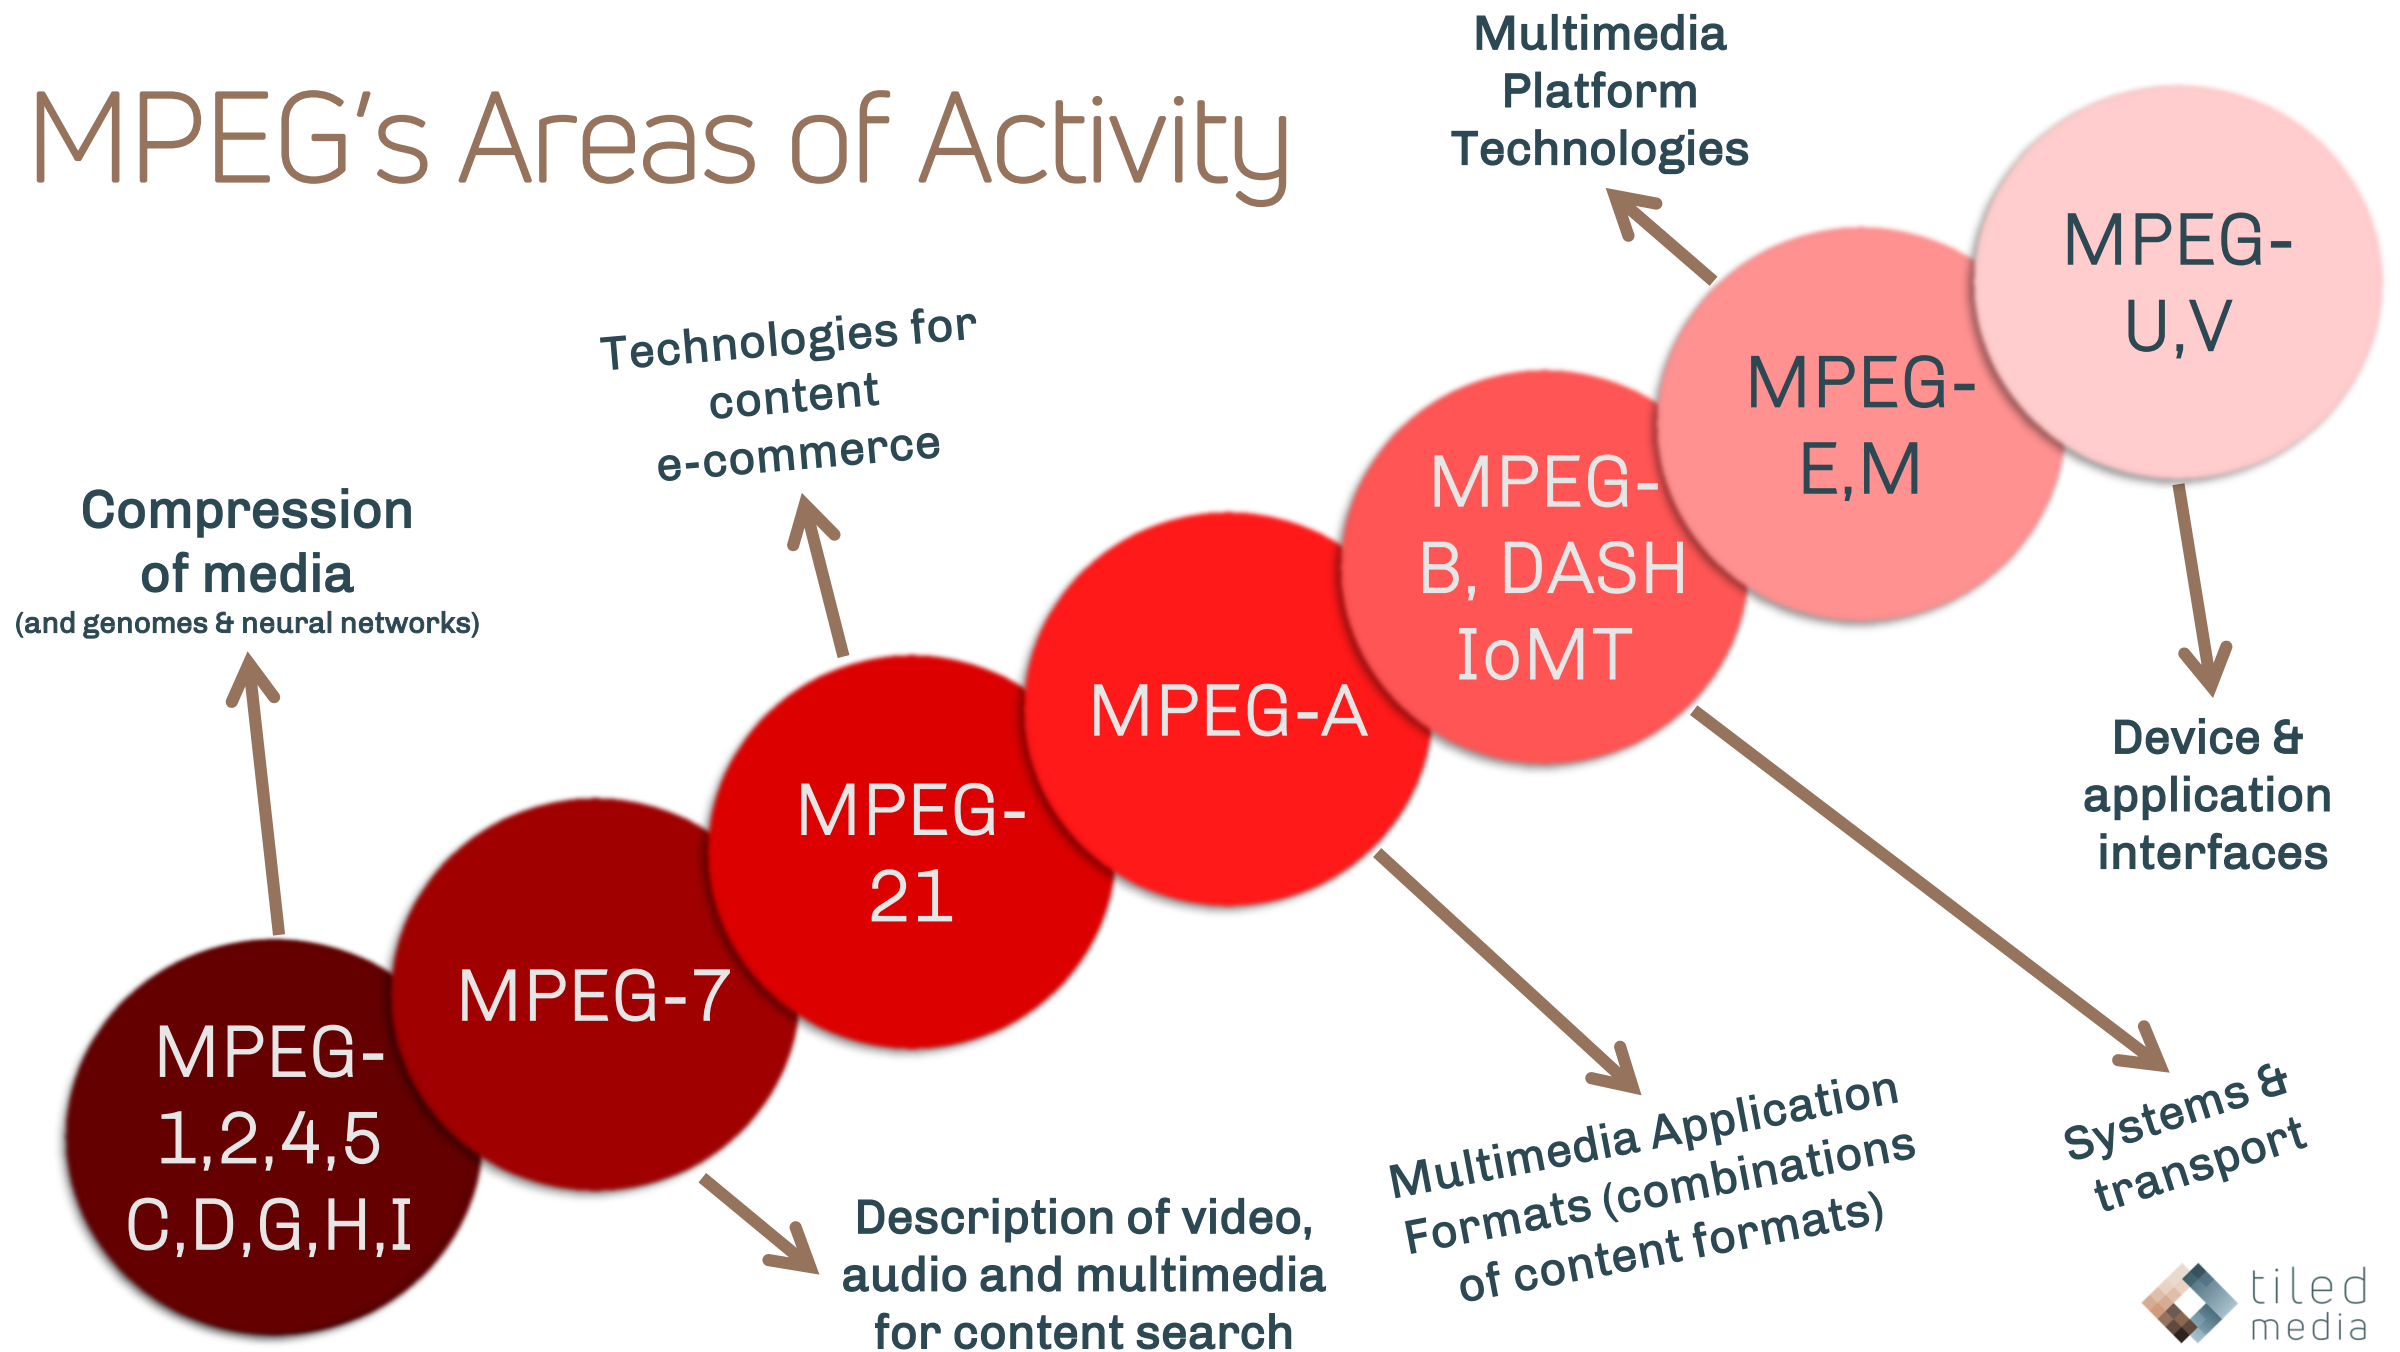 MPEG's Areas of Activity
Multimedia
Platform
Technologies
MPEG-
U,V
Technologies for
content
e-commerce
MPEG-
E,M
Compression
of media
(and genomes & neural networks)
MPEG-
B, DASH
IoMT
MPEG-A
Device &
application
interfaces
MPEG-
21
MPEG-7
MPEG-
1,2,4,5
C,D,G,H,I
Description of video,
audio and multimedia
for content search
Multimedia Application
Formats (combinations
of content formats)
Systems &
transport
tiled
media